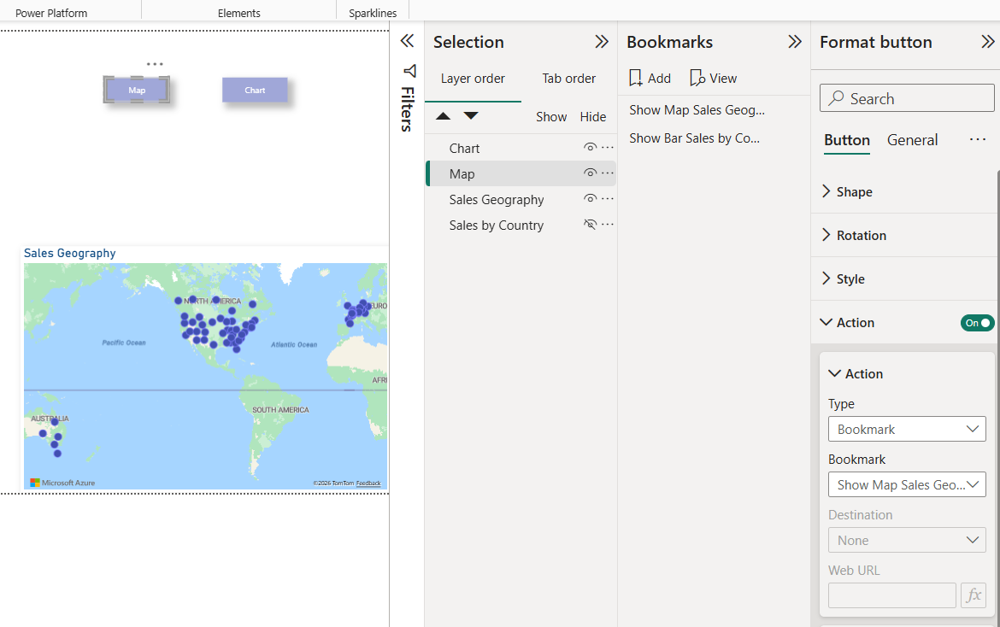 Power Platform
Elements
Sparklines
Map
Chart
Sales Geography
NORTH AMERICA
EURO
Pacific Ocean
Atlantic Ocean
AFRI
SOUTH AMERICA
AUSTRALIA
Microsoft Azure
©2026 TomTom Feedback
Filters
Selection
Layer order
Tab order
Show
Hide
Chart
Map
Sales Geography
Sales by Country
Bookmarks
Add
View
Show Map Sales Geog...
Show Bar Sales by Co...
Format button
Search
Button
General
Shape
Rotation
Style
Action
On
Action
Type
Bookmark
Bookmark
Show Map Sales Geo...
Destination
None
Web URL
fx